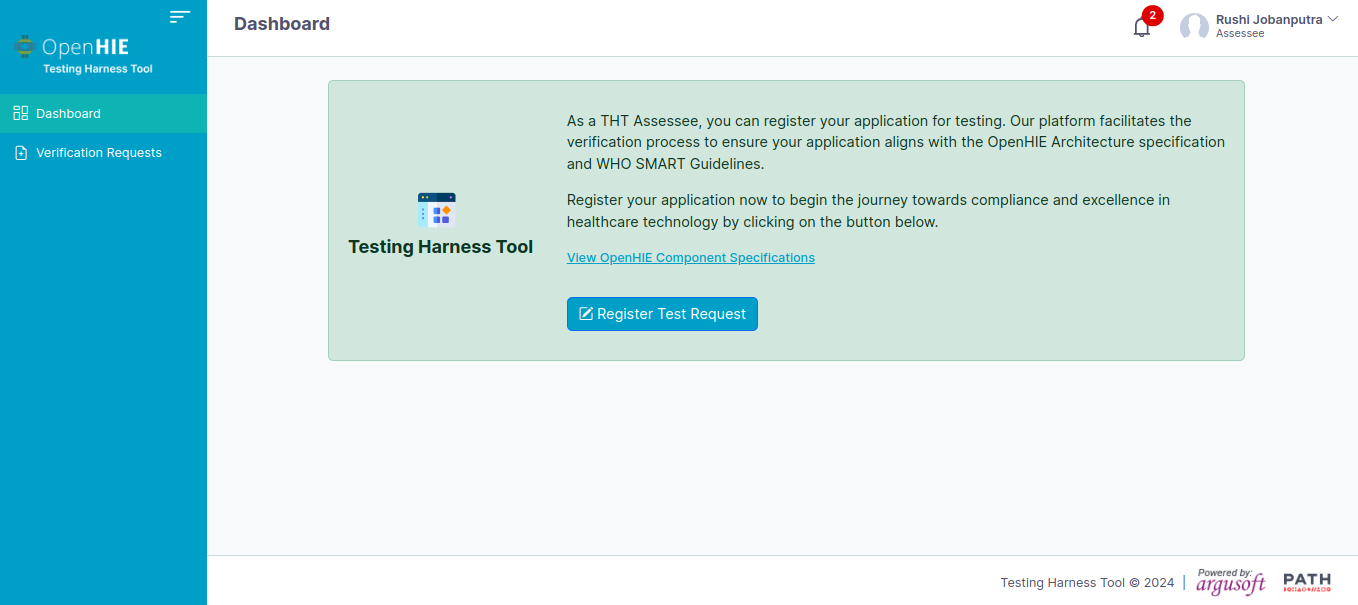 OpenHIE
Testing Harness Tool
Dashboard
Verification Requests
Dashboard
2
Rushi Jobanputra
Assessee
Testing Harness Tool
As a THT Assessee, you can register your application for testing. Our platform facilitates the
verification process to ensure your application aligns with the OpenHIE Architecture specification
and WHO SMART Guidelines.
Register your application now to begin the journey towards compliance and excellence in
healthcare technology by clicking on the button below.
View OpenHIE Component Specifications
Register Test Request
Testing Harness Tool © 2024 |
Powered by:
argusoft
PATH